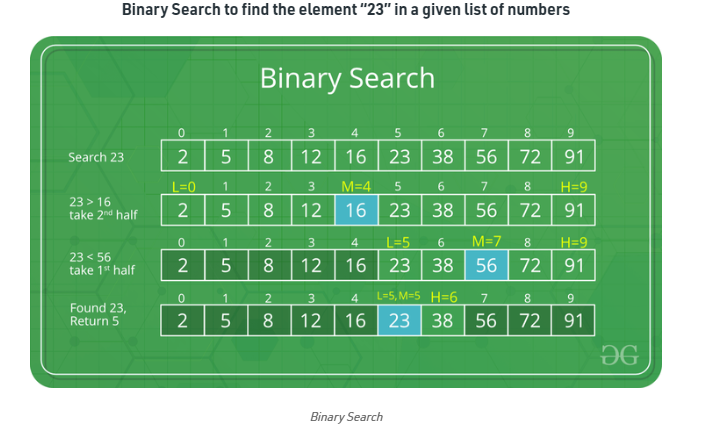 Binary Search to find the element “23” in a given list of numbers
Binary Search
0 1 2 3 4 5 6 7 8 9
Search 23 2 5 8 12 16 23 38 56 72 91
L=0 1 2 3 M=4 5 6 7 8 H=9
23 > 16
take 2nd half 2 5 8 12 16 23 38 56 72 91
0 1 2 3 4 L=5 6 M=7 8 H=9
23 < 56
take 1st half 2 5 8 12 16 23 38 56 72 91
0 1 2 3 4 L=5, M=5 H=6 7 8 9
Found 23,
Return 5 2 5 8 12 16 23 38 56 72 91
Binary Search